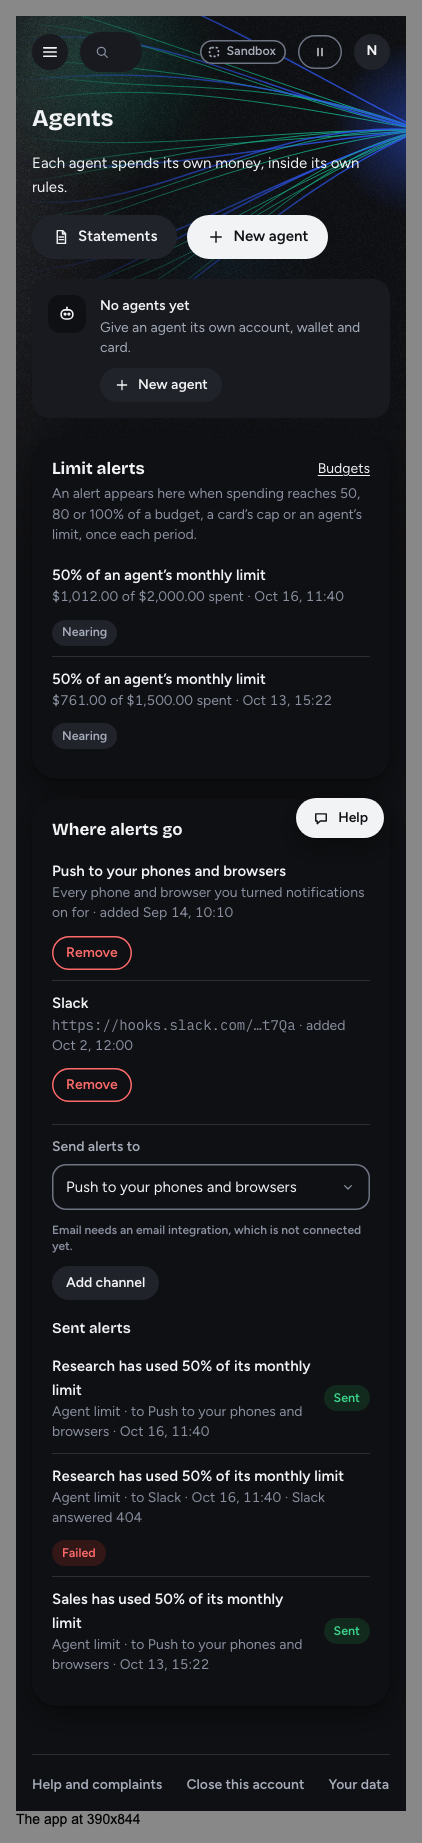 Sandbox
N
Agents
Each agent spends its own money, inside its own
rules.
Statements
New agent
No agents yet
Give an agent its own account, wallet and
card.
New agent
Limit alerts
Budgets
An alert appears here when spending reaches 50,
80 or 100% of a budget, a card’s cap or an agent’s
limit, once each period.
50% of an agent’s monthly limit
$1,012.00 of $2,000.00 spent · Oct 16, 11:40
Nearing
50% of an agent’s monthly limit
$761.00 of $1,500.00 spent · Oct 13, 15:22
Nearing
Help
Where alerts go
Push to your phones and browsers
Every phone and browser you turned notifications
on for · added Sep 14, 10:10
Remove
Slack
https://hooks.slack.com/…t7Qa · added
Oct 2, 12:00
Remove
Send alerts to
Push to your phones and browsers
Email needs an email integration, which is not connected
yet.
Add channel
Sent alerts
Research has used 50% of its monthly
limit
Agent limit · to Push to your phones and
browsers · Oct 16, 11:40
Sent
Research has used 50% of its monthly limit
Agent limit · to Slack · Oct 16, 11:40 · Slack
answered 404
Failed
Sales has used 50% of its monthly
limit
Agent limit · to Push to your phones and
browsers · Oct 13, 15:22
Sent
Help and complaints
Close this account
Your data
The app at 390x844